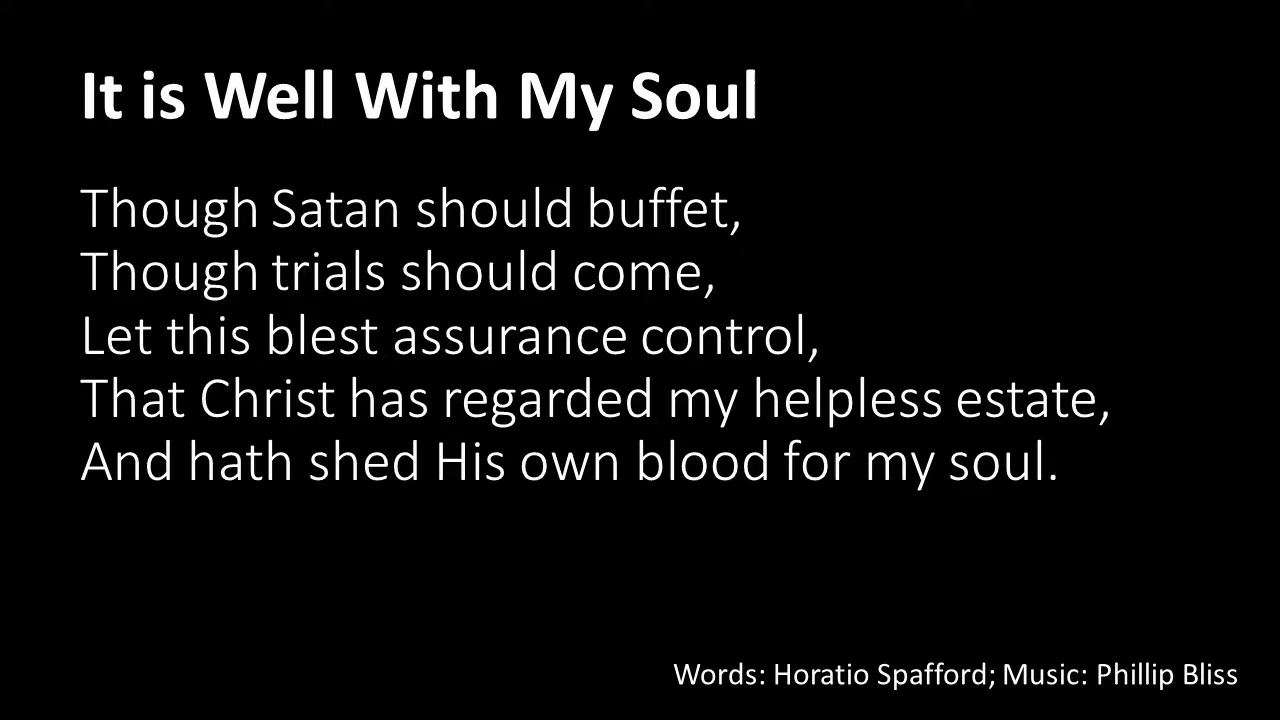 It is Well With My Soul
Though Satan should buffet,
Though trials should come,
Let this blest assurance control,
That Christ has regarded my helpless estate,
And hath shed His own blood for my soul.
Words: Horatio Spafford; Music: Phillip Bliss